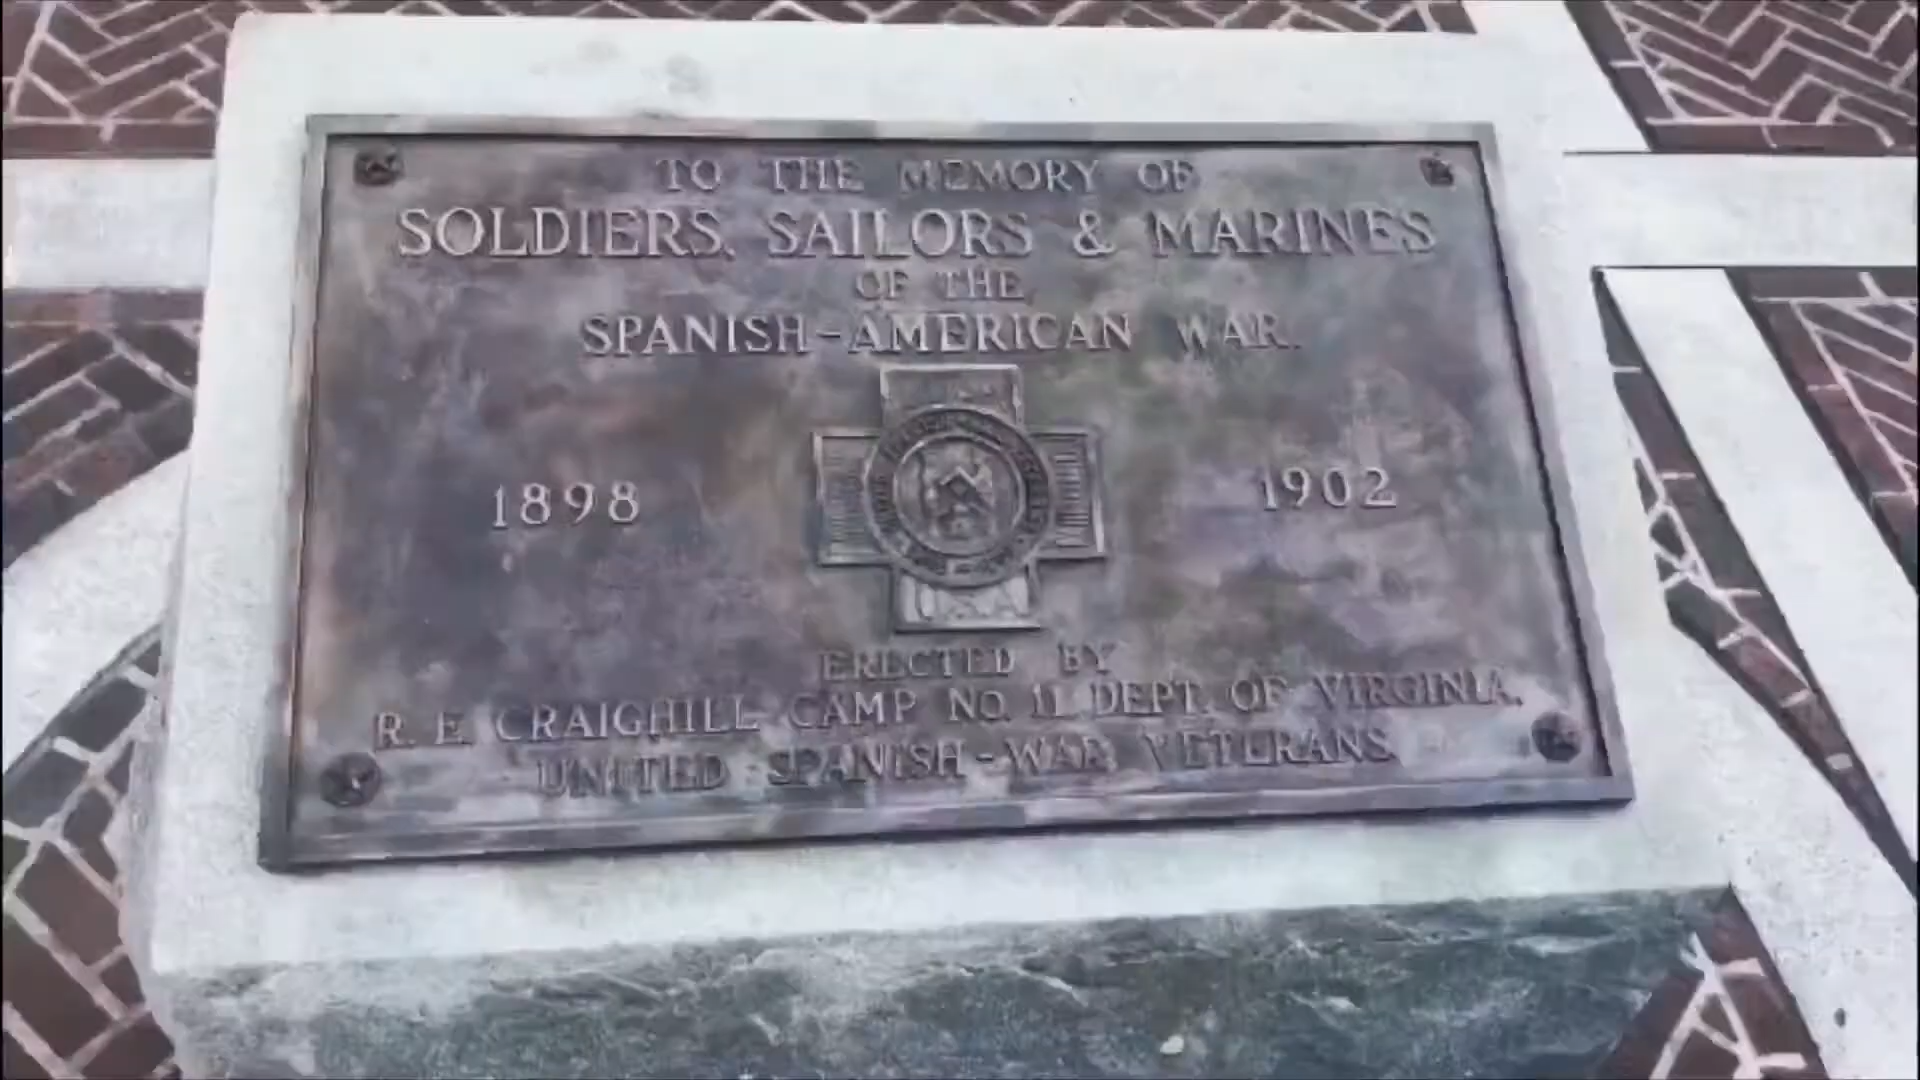 TO THE MEMORY OF
SOLDIERS, SAILORS & MARINES
OF THE
SPANISH-AMERICAN WAR.
1898 1902
USA
ERECTED BY
R. E. CRAIGHILL CAMP NO. 11, DEPT. OF VIRGINIA,
UNITED SPANISH-WAR VETERANS.